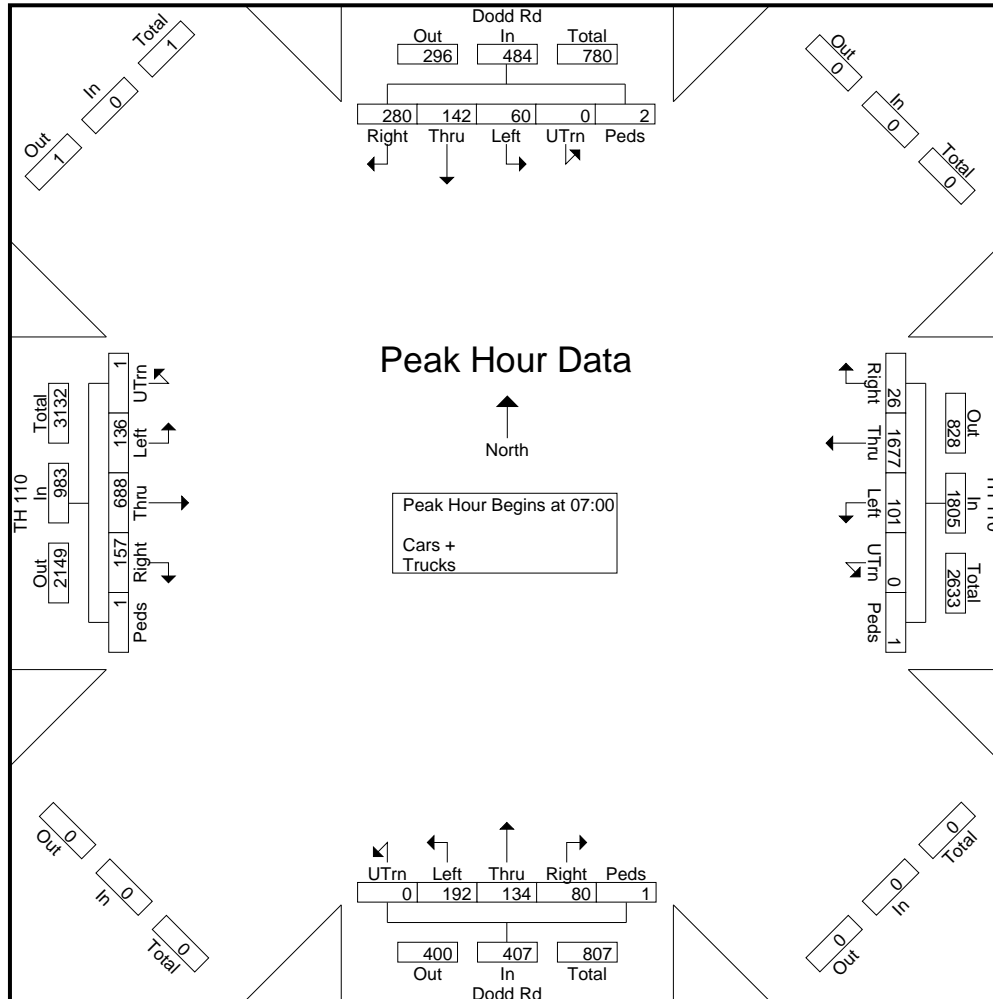 Dodd Rd
Out In Total
296 484 780
280 142 60 0 2
Right Thru Left UTrn Peds
Total
1
In
0
Out
1
Out
0
In
0
Total
0
Peak Hour Data
North
Peak Hour Begins at 07:00
Cars +
Trucks
TH 110
Total In Out
3132 983 2149
1 136 688 157 1
UTrn Left Thru Right Peds
Right Thru Left UTrn Peds
26 1677 101 0 1
Out In Total
828 1805 2633
TH 110
Out
0
In
0
Total
0
Total
0
In
0
Out
0
UTrn Left Thru Right Peds
0 192 134 80 1
400 407 807
Out In Total
Dodd Rd